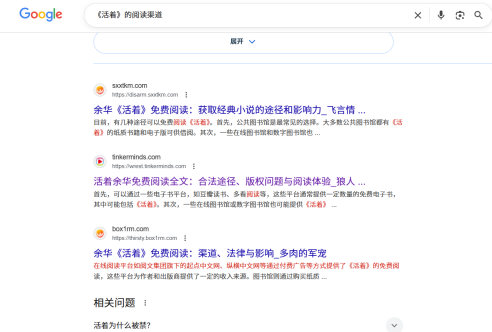 Google
《活着》的阅读渠道
展开
sxxtkm.com
https://disarm.sxxtkm.com
余华《活着》免费阅读：获取经典小说的途径和影响力_飞言情 ...
目前，有几种途径可以免费阅读《活着》。首先，公共图书馆是最常见的选择。大多数公共图书馆都有《活
着》的纸质书籍和电子版可供借阅。其次，一些在线图书馆和数字图书馆也 ...
tinkerminds.com
https://wrest.tinkerminds.com
活着余华免费阅读全文：合法途径、版权问题与阅读体验_狼人 ...
首先，可以通过一些电子书平台，如豆瓣读书、多看阅读等，这些平台通常提供一定数量的免费电子书，
其中可能包括《活着》。其次，一些在线图书馆或数字图书馆也可能提供《活着》 ...
box1rm.com
https://thirsty.box1rm.com
余华《活着》免费阅读：渠道、法律与影响_多肉的军宠
在线阅读平台如阅文集团旗下的起点中文网、纵横中文网等通过付费广告等方式提供了《活着》的免费阅
读，这些平台为作者和出版商提供了一定的收入来源。图书馆则通过购买纸质 ...
相关问题
活着为什么被禁？